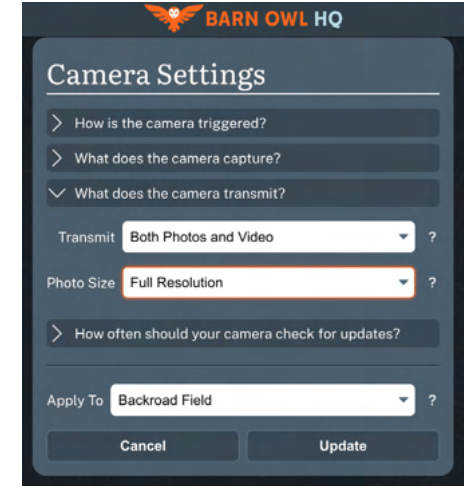 BARN OWL HQ
Camera Settings
How is the camera triggered?
What does the camera capture?
What does the camera transmit?
Transmit Both Photos and Video ?
Photo Size Full Resolution ?
How often should your camera check for updates?
Apply To Backroad Field ?
Cancel Update